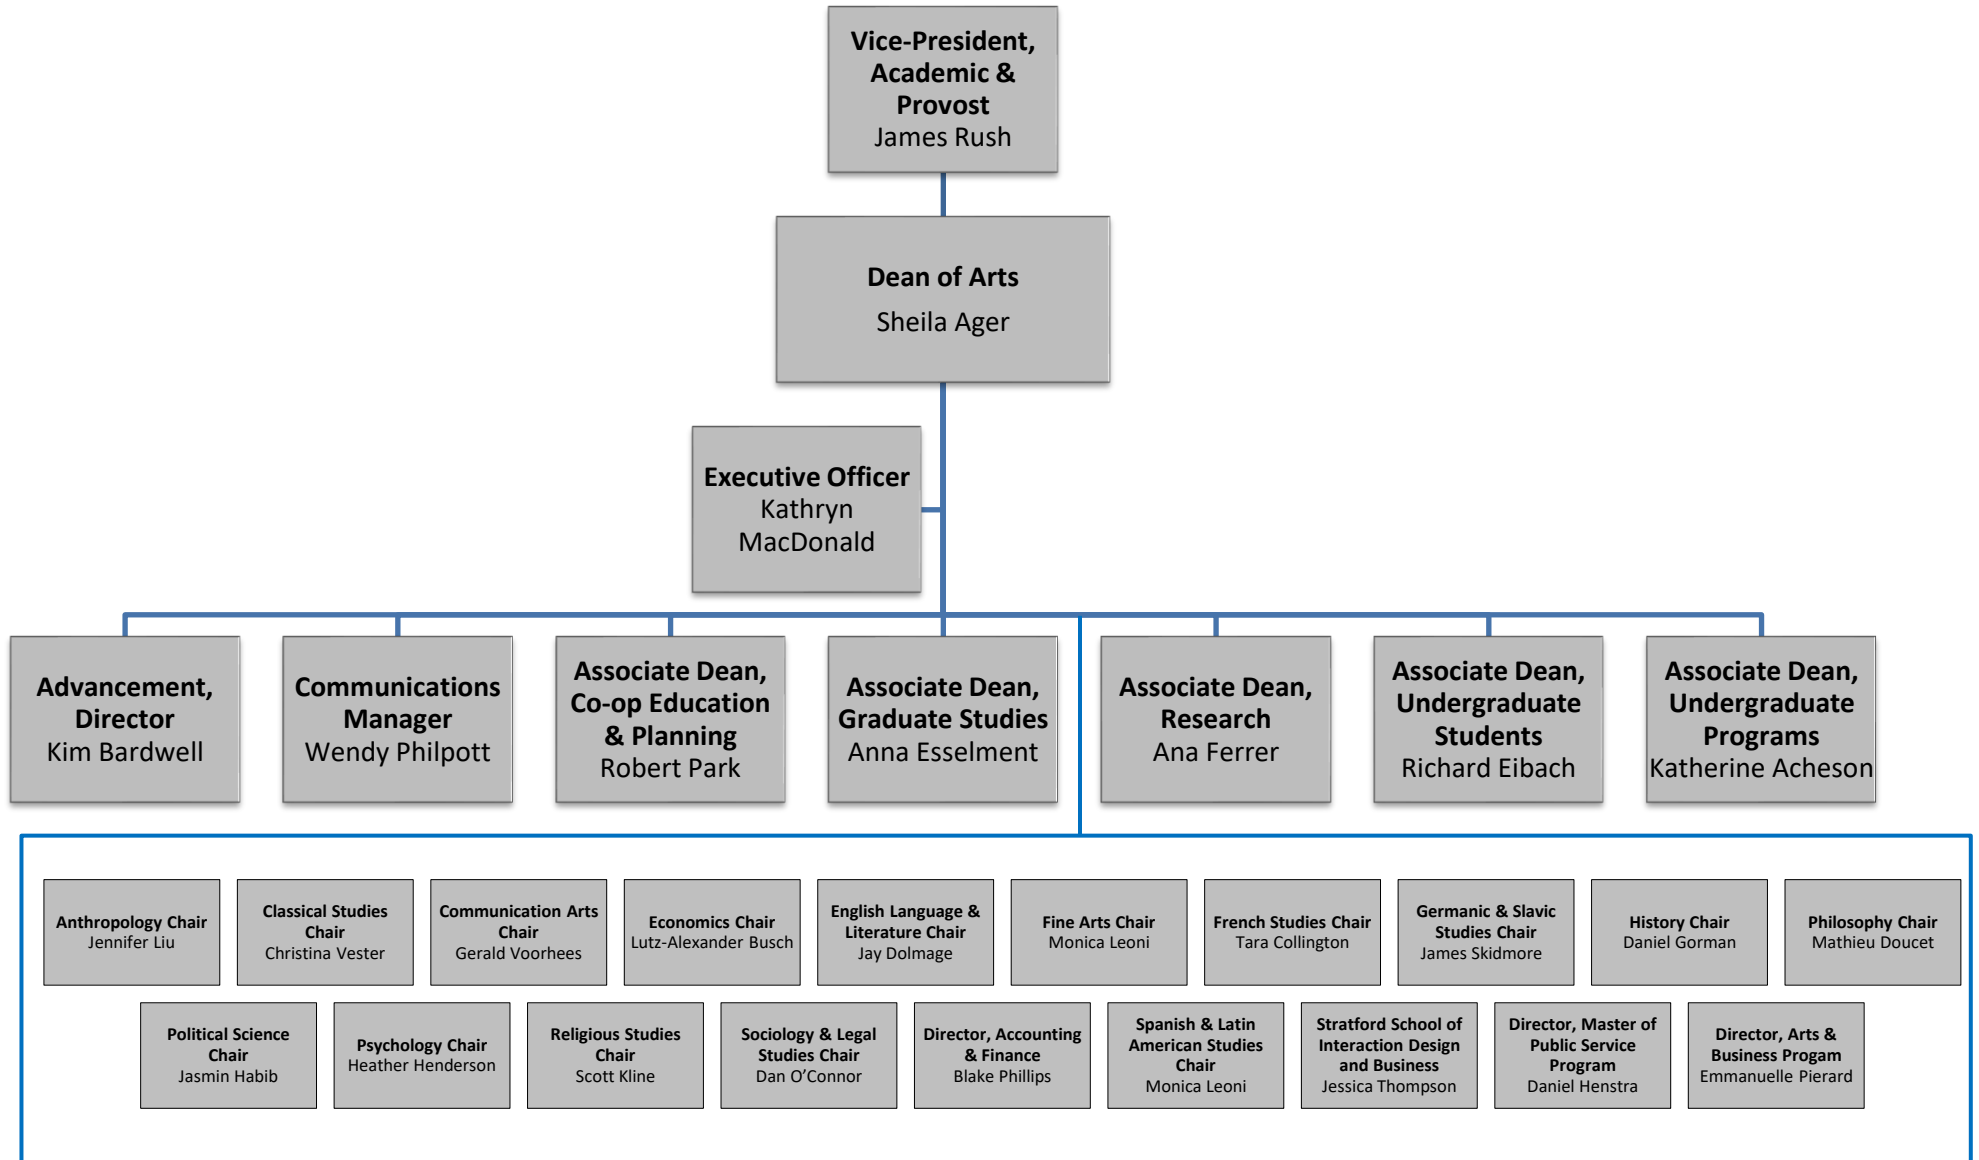 Vice-President,
Academic &
Provost
James Rush
Dean of Arts
Sheila Ager
Executive Officer
Kathryn
MacDonald
Advancement,
Director
Kim Bardwell
Communications
Manager
Wendy Philpott
Associate Dean,
Co-op Education
& Planning
Robert Park
Associate Dean,
Graduate Studies
Anna Esselment
Associate Dean,
Research
Ana Ferrer
Associate Dean,
Undergraduate
Students
Richard Eibach
Associate Dean,
Undergraduate
Programs
Katherine Acheson
Anthropology Chair
Jennifer Liu
Classical Studies
Chair
Christina Vester
Communication Arts
Chair
Gerald Voorhees
Economics Chair
Lutz-Alexander Busch
English Language &
Literature Chair
Jay Dolmage
Fine Arts Chair
Monica Leoni
French Studies Chair
Tara Collington
Germanic & Slavic
Studies Chair
James Skidmore
History Chair
Daniel Gorman
Philosophy Chair
Mathieu Doucet
Political Science
Chair
Jasmin Habib
Psychology Chair
Heather Henderson
Religious Studies
Chair
Scott Kline
Sociology & Legal
Studies Chair
Dan O’Connor
Director, Accounting
& Finance
Blake Phillips
Spanish & Latin
American Studies
Chair
Monica Leoni
Stratford School of
Interaction Design
and Business
Jessica Thompson
Director, Master of
Public Service
Program
Daniel Henstra
Director, Arts &
Business Progam
Emmanuelle Pierard